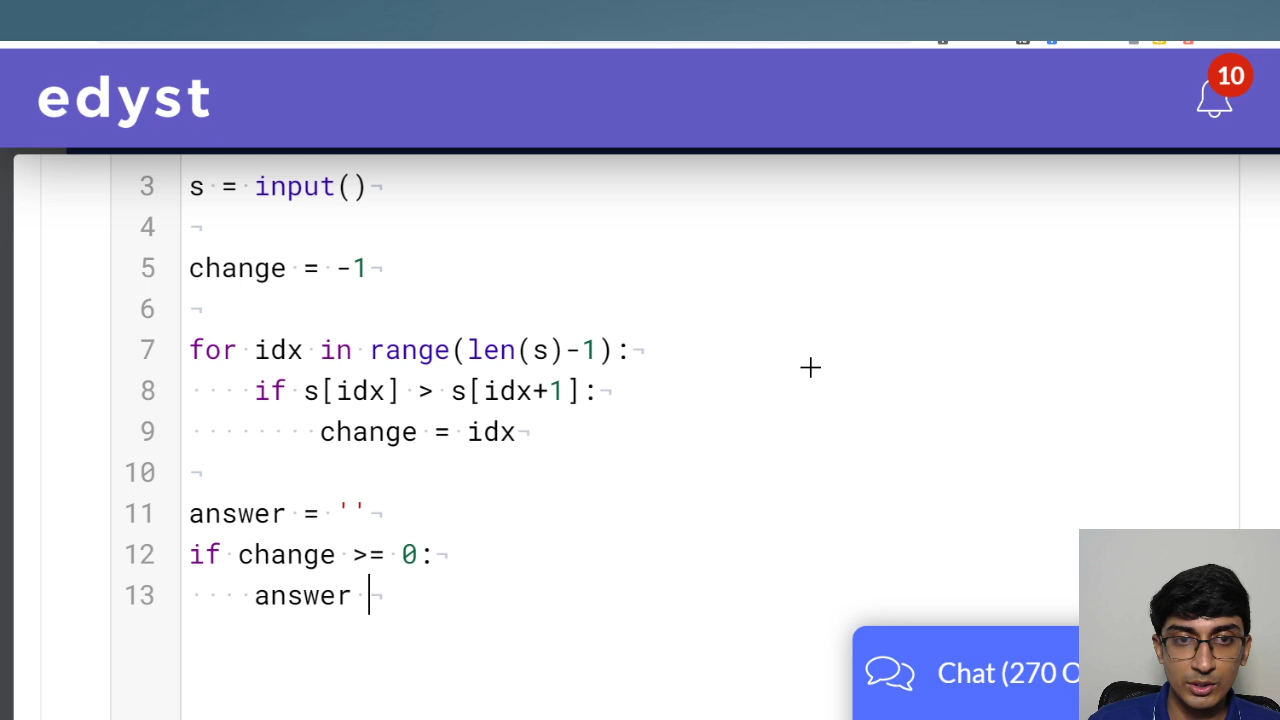 edyst
10
3 s = input()
4
5 change = -1
6
7 for idx in range(len(s)-1):
8 if s[idx] > s[idx+1]:
9 change = idx
10
11 answer = ''
12 if change >= 0:
13 answer
Chat (270 O